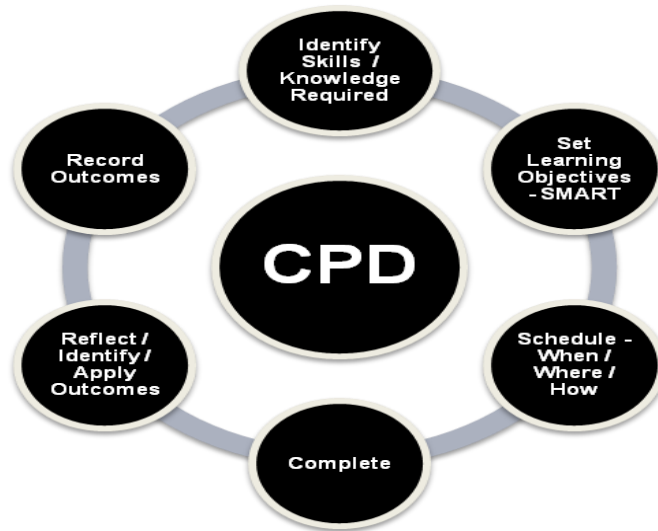 Identify
Skills /
Knowledge
Required
Set
Learning
Objectives
- SMART
Schedule -
When /
Where /
How
Complete
Reflect /
Identify /
Apply
Outcomes
Record
Outcomes
CPD